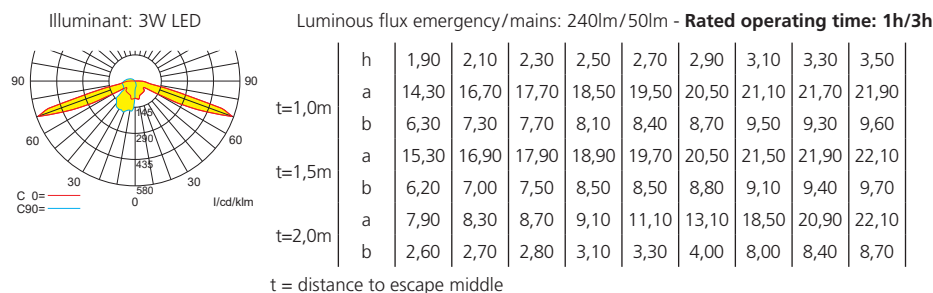 Illuminant: 3W LED
Luminous flux emergency/mains: 240lm/50lm - Rated operating time: 1h/3h
90 90
60 60
30 30
0
145
290
435
580
C 0=
C90=
l/cd/klm
h 1,90 2,10 2,30 2,50 2,70 2,90 3,10 3,30 3,50
t=1,0m
a 14,30 16,70 17,70 18,50 19,50 20,50 21,10 21,70 21,90
b 6,30 7,30 7,70 8,10 8,40 8,70 9,50 9,30 9,60
t=1,5m
a 15,30 16,90 17,90 18,90 19,70 20,50 21,50 21,90 22,10
b 6,20 7,00 7,50 8,50 8,50 8,80 9,10 9,40 9,70
t=2,0m
a 7,90 8,30 8,70 9,10 11,10 13,10 18,50 20,90 22,10
b 2,60 2,70 2,80 3,10 3,30 4,00 8,00 8,40 8,70
t = distance to escape middle